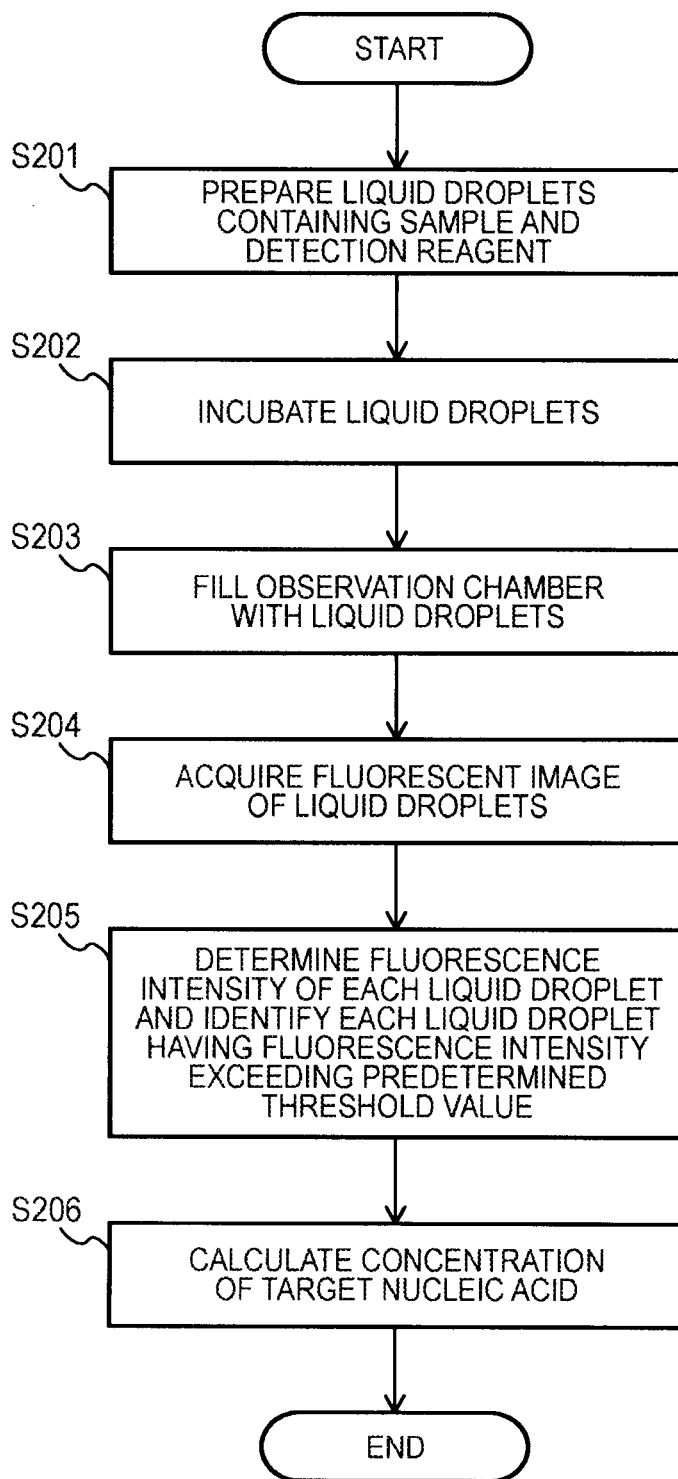 START
S201
PREPARE LIQUID DROPLETS
CONTAINING SAMPLE AND
DETECTION REAGENT
S202
INCUBATE LIQUID DROPLETS
S203
FILL OBSERVATION CHAMBER
WITH LIQUID DROPLETS
S204
ACQUIRE FLUORESCENT IMAGE
OF LIQUID DROPLETS
S205
DETERMINE FLUORESCENCE
INTENSITY OF EACH LIQUID DROPLET
AND IDENTIFY EACH LIQUID DROPLET
HAVING FLUORESCENCE INTENSITY
EXCEEDING PREDETERMINED
THRESHOLD VALUE
S206
CALCULATE CONCENTRATION
OF TARGET NUCLEIC ACID
END